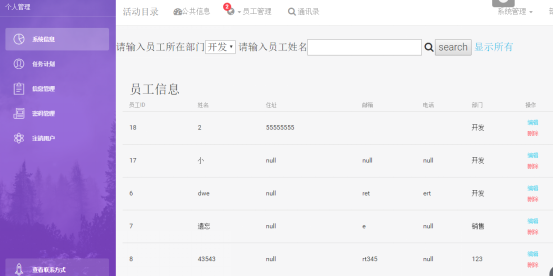 个人管理
系统信息
任务计划
信息管理
密码管理
注销用户
查看联系方式
活动目录 公共信息 2 员工管理 通讯录 系统管理
请输入员工所在部门 开发 请输入员工姓名 search 显示所有
员工信息
员工ID 姓名 住址 邮箱 电话 部门 操作
18 2 55555555 开发 编辑
删除
17 小 null null null 开发 编辑
删除
6 dwe null ret ert 开发 编辑
删除
7 遗忘 null e null 销售 编辑
删除
8 43543 null rt345 null 123 编辑
删除